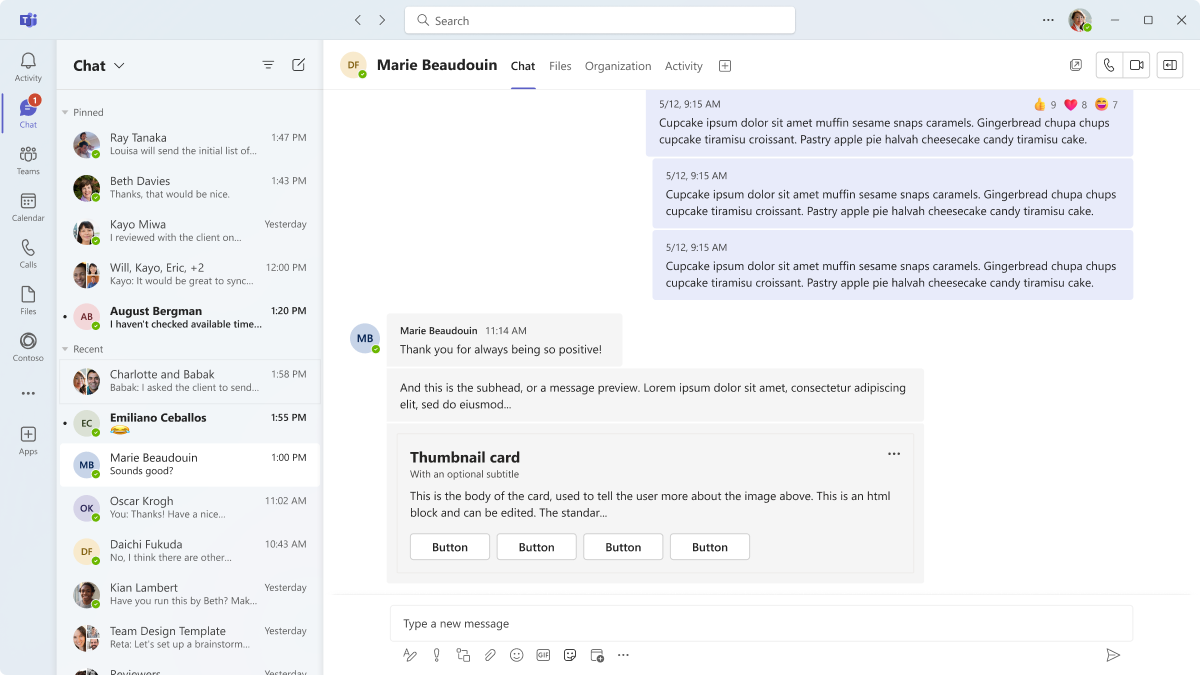 Search
Activity
1
Chat
Teams
Calendar
Calls
Files
Contoso
Apps
Chat
Pinned
Ray Tanaka 1:47 PM
Louisa will send the initial list of...
Beth Davies 1:43 PM
Thanks, that would be nice.
Kayo Miwa Yesterday
I reviewed with the client on...
Will, Kayo, Eric, +2 12:00 PM
Kayo: It would be great to sync...
AB August Bergman 1:20 PM
I haven't checked available time...
Recent
Charlotte and Babak 1:58 PM
Babak: I asked the client to send...
EC Emiliano Ceballos 1:55 PM
MB Marie Beaudouin 1:00 PM
Sounds good?
OK Oscar Krogh 11:02 AM
You: Thanks! Have a nice...
DF Daichi Fukuda 10:43 AM
No, I think there are other...
Kian Lambert Yesterday
Have you run this by Beth? Mak...
Team Design Template Yesterday
Reta: Let's set up a brainstorm...
Reviewers
DF Marie Beaudouin Chat Files Organization Activity
5/12, 9:15 AM 9 8 7
Cupcake ipsum dolor sit amet muffin sesame snaps caramels. Gingerbread chupa chups
cupcake tiramisu croissant. Pastry apple pie halvah cheesecake candy tiramisu cake.
5/12, 9:15 AM
Cupcake ipsum dolor sit amet muffin sesame snaps caramels. Gingerbread chupa chups
cupcake tiramisu croissant. Pastry apple pie halvah cheesecake candy tiramisu cake.
5/12, 9:15 AM
Cupcake ipsum dolor sit amet muffin sesame snaps caramels. Gingerbread chupa chups
cupcake tiramisu croissant. Pastry apple pie halvah cheesecake candy tiramisu cake.
MB Marie Beaudouin 11:14 AM
Thank you for always being so positive!
And this is the subhead, or a message preview. Lorem ipsum dolor sit amet, consectetur adipiscing
elit, sed do eiusmod...
Thumbnail card
With an optional subtitle
This is the body of the card, used to tell the user more about the image above. This is an html
block and can be edited. The standar...
Button Button Button Button
Type a new message
GIF